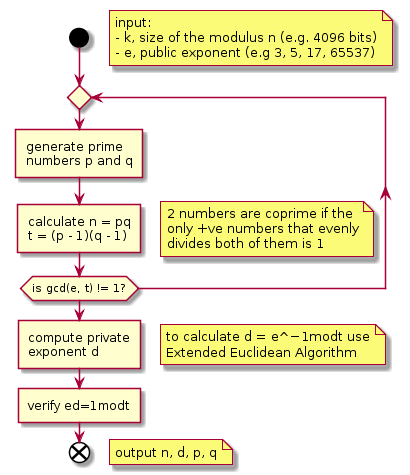 input:
- k, size of the modulus n (e.g. 4096 bits)
- e, public exponent (e.g 3, 5, 17, 65537)
generate prime
numbers p and q
calculate n = pq
t = (p - 1)(q - 1)
2 numbers are coprime if the
only +ve numbers that evenly
divides both of them is 1
is gcd(e, t) != 1?
compute private
exponent d
to calculate d = e^−1modt use
Extended Euclidean Algorithm
verify ed=1modt
output n, d, p, q